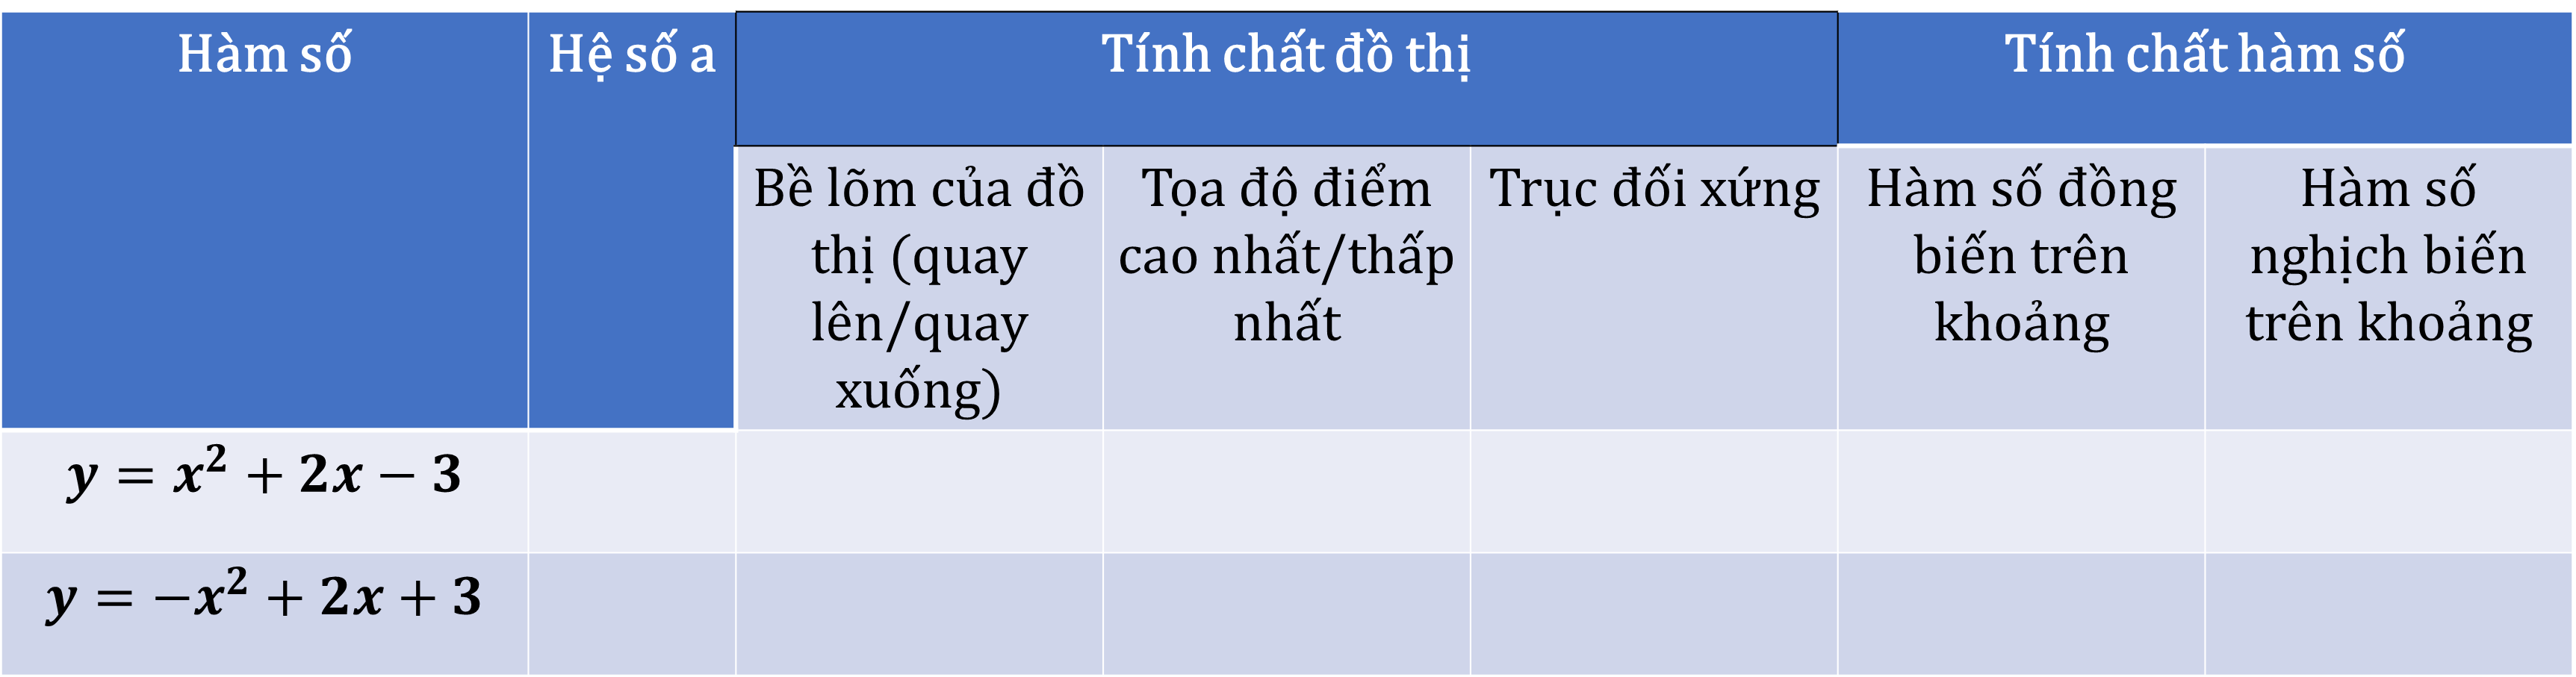 Hàm số
Hệ số a
Tính chất đồ thị
Tính chất hàm số
Bề lõm của đồ
thị (quay
lên/quay
xuống)
Tọa độ điểm
cao nhất/thấp
nhất
Trục đối xứng
Hàm số đồng
biến trên
khoảng
Hàm số
nghịch biến
trên khoảng
y = x² + 2x − 3
y = −x² + 2x + 3